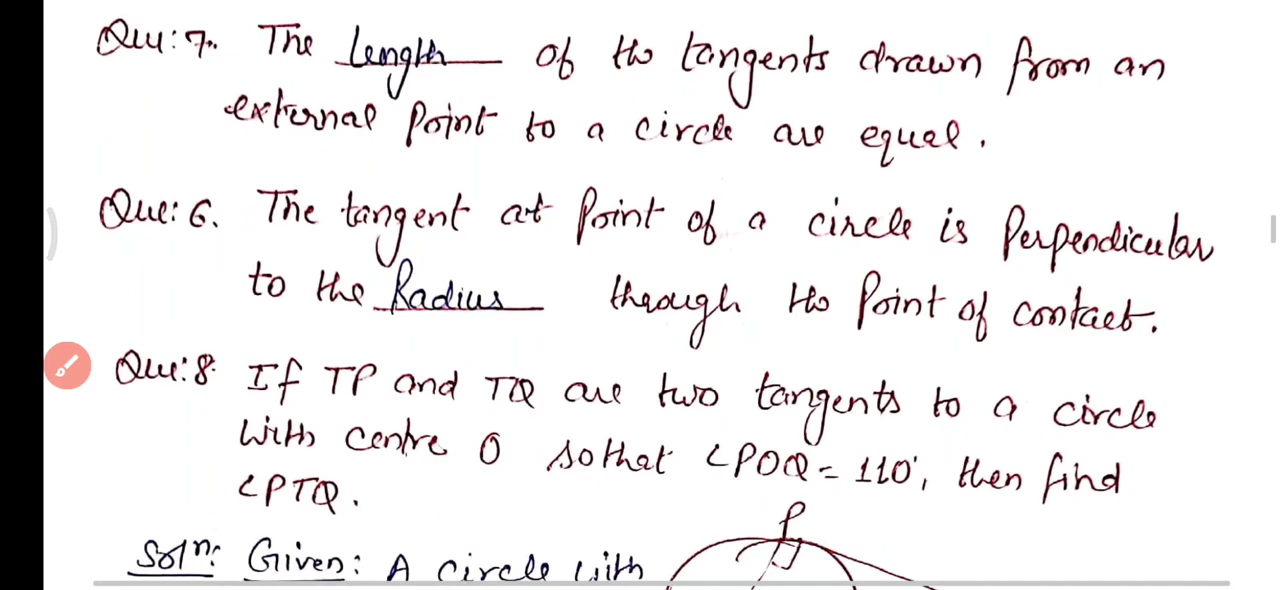 Que: 7. The Length of the tangents drawn from an
external Point to a circle are equal.
Que: 6. The tangent at Point of a circle is Perpendicular
to the Radius through the Point of contact.
Que: 8. If TP and TQ are two tangents to a circle
With centre O so that ∠POQ = 110°, then find
∠PTQ.
P
Solⁿ: Given: A circle with